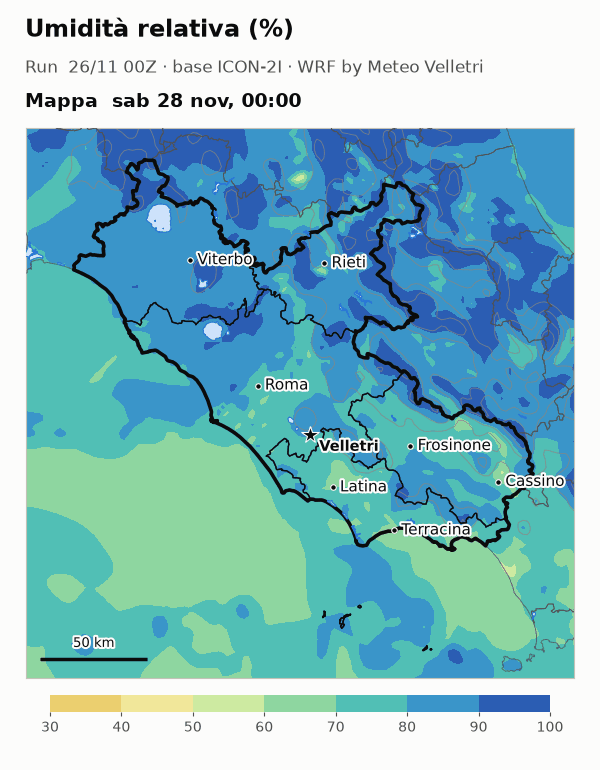 Umidità relativa (%)
Run  26/11 00Z · base ICON-2I · WRF by Meteo Velletri
Mappa  sab 28 nov, 00:00
Viterbo
Rieti
Roma
Velletri
Frosinone
Latina
Cassino
Terracina
50 km
30 40 50 60 70 80 90 100